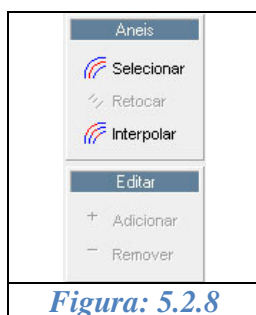 Aneis
Selecionar
Retocar
Interpolar
Editar
+ Adicionar
− Remover
Figura: 5.2.8